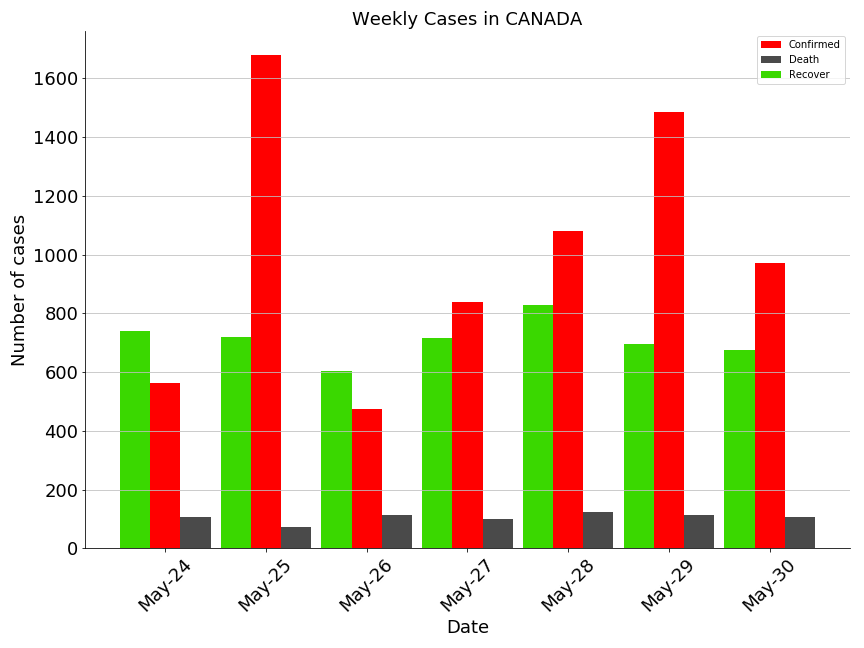 Weekly Cases in CANADA
Confirmed
Death
Recover
Number of cases
1600
1400
1200
1000
800
600
400
200
0
May-24
May-25
May-26
May-27
May-28
May-29
May-30
Date